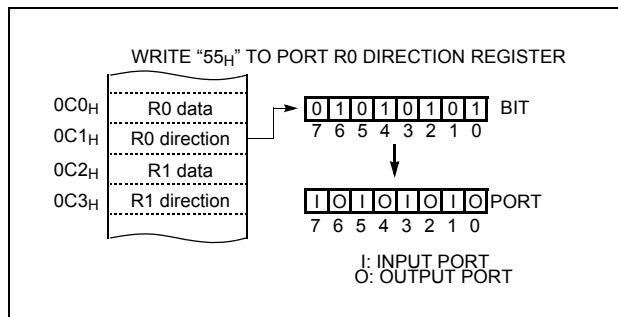 WRITE “55H” TO PORT R0 DIRECTION REGISTER
0C0H R0 data 0 1 0 1 0 1 0 1 BIT
7 6 5 4 3 2 1 0
0C1H R0 direction
0C2H R1 data
0C3H R1 direction I O I O I O I O PORT
7 6 5 4 3 2 1 0
I: INPUT PORT
O: OUTPUT PORT